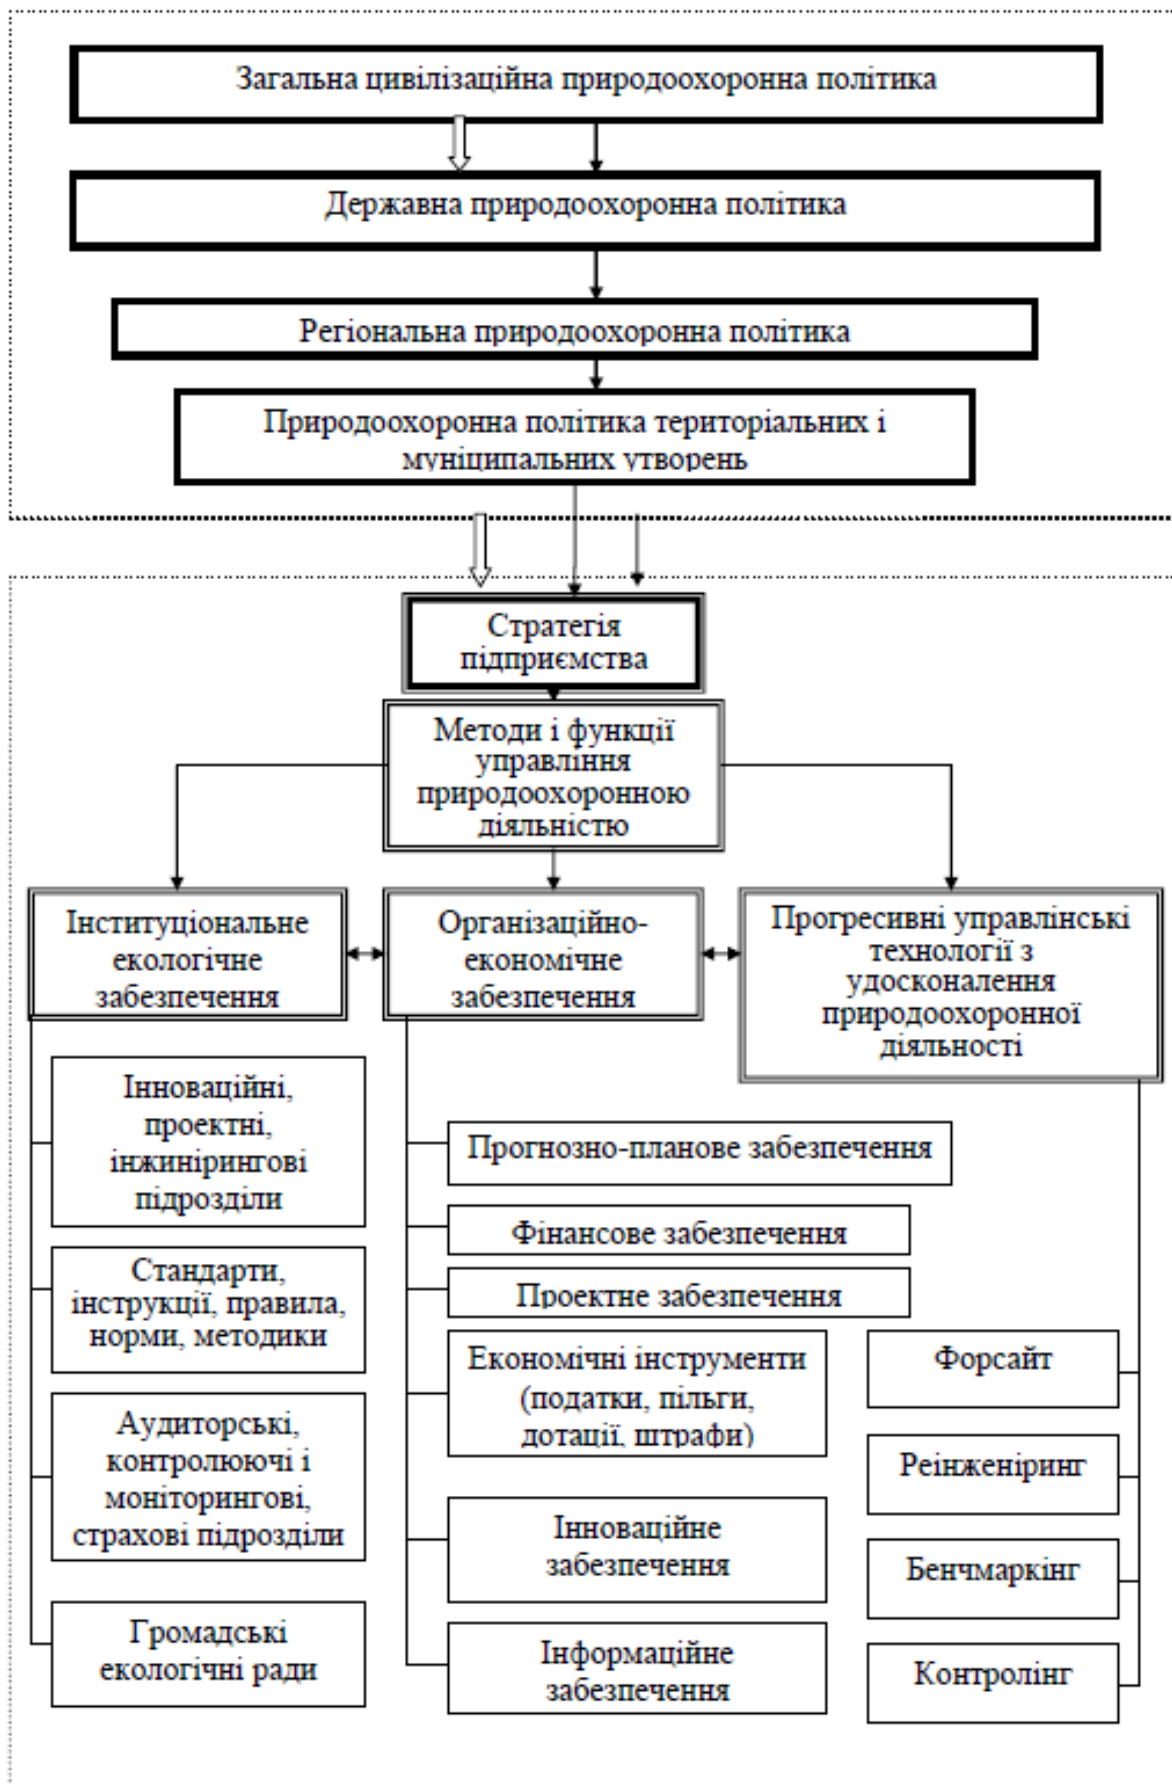 Загальна цивілізаційна природоохоронна політика
Державна природоохоронна політика
Регіональна природоохоронна політика
Природоохоронна політика територіальних і
муніципальних утворень
Стратегія
підприємства
Методи і функції
управління
природоохоронною
діяльністю
Інституціональне
екологічне
забезпечення
Організаційно-
економічне
забезпечення
Прогресивні управлінські
технології з
удосконалення
природоохоронної
діяльності
Інноваційні,
проектні,
інжинірингові
підрозділи
Стандарти,
інструкції, правила,
норми, методики
Аудиторські,
контролюючі і
моніторингові,
страхові підрозділи
Громадські
екологічні ради
Прогнозно-планове забезпечення
Фінансове забезпечення
Проектне забезпечення
Економічні інструменти
(податки, пільги,
дотації, штрафи)
Інноваційне
забезпечення
Інформаційне
забезпечення
Форсайт
Реінженіринг
Бенчмаркінг
Контролінг